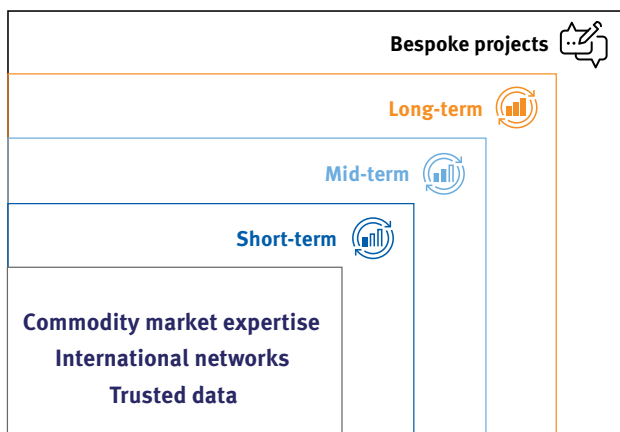 Bespoke projects
Long-term
Mid-term
Short-term
Commodity market expertise
International networks
Trusted data